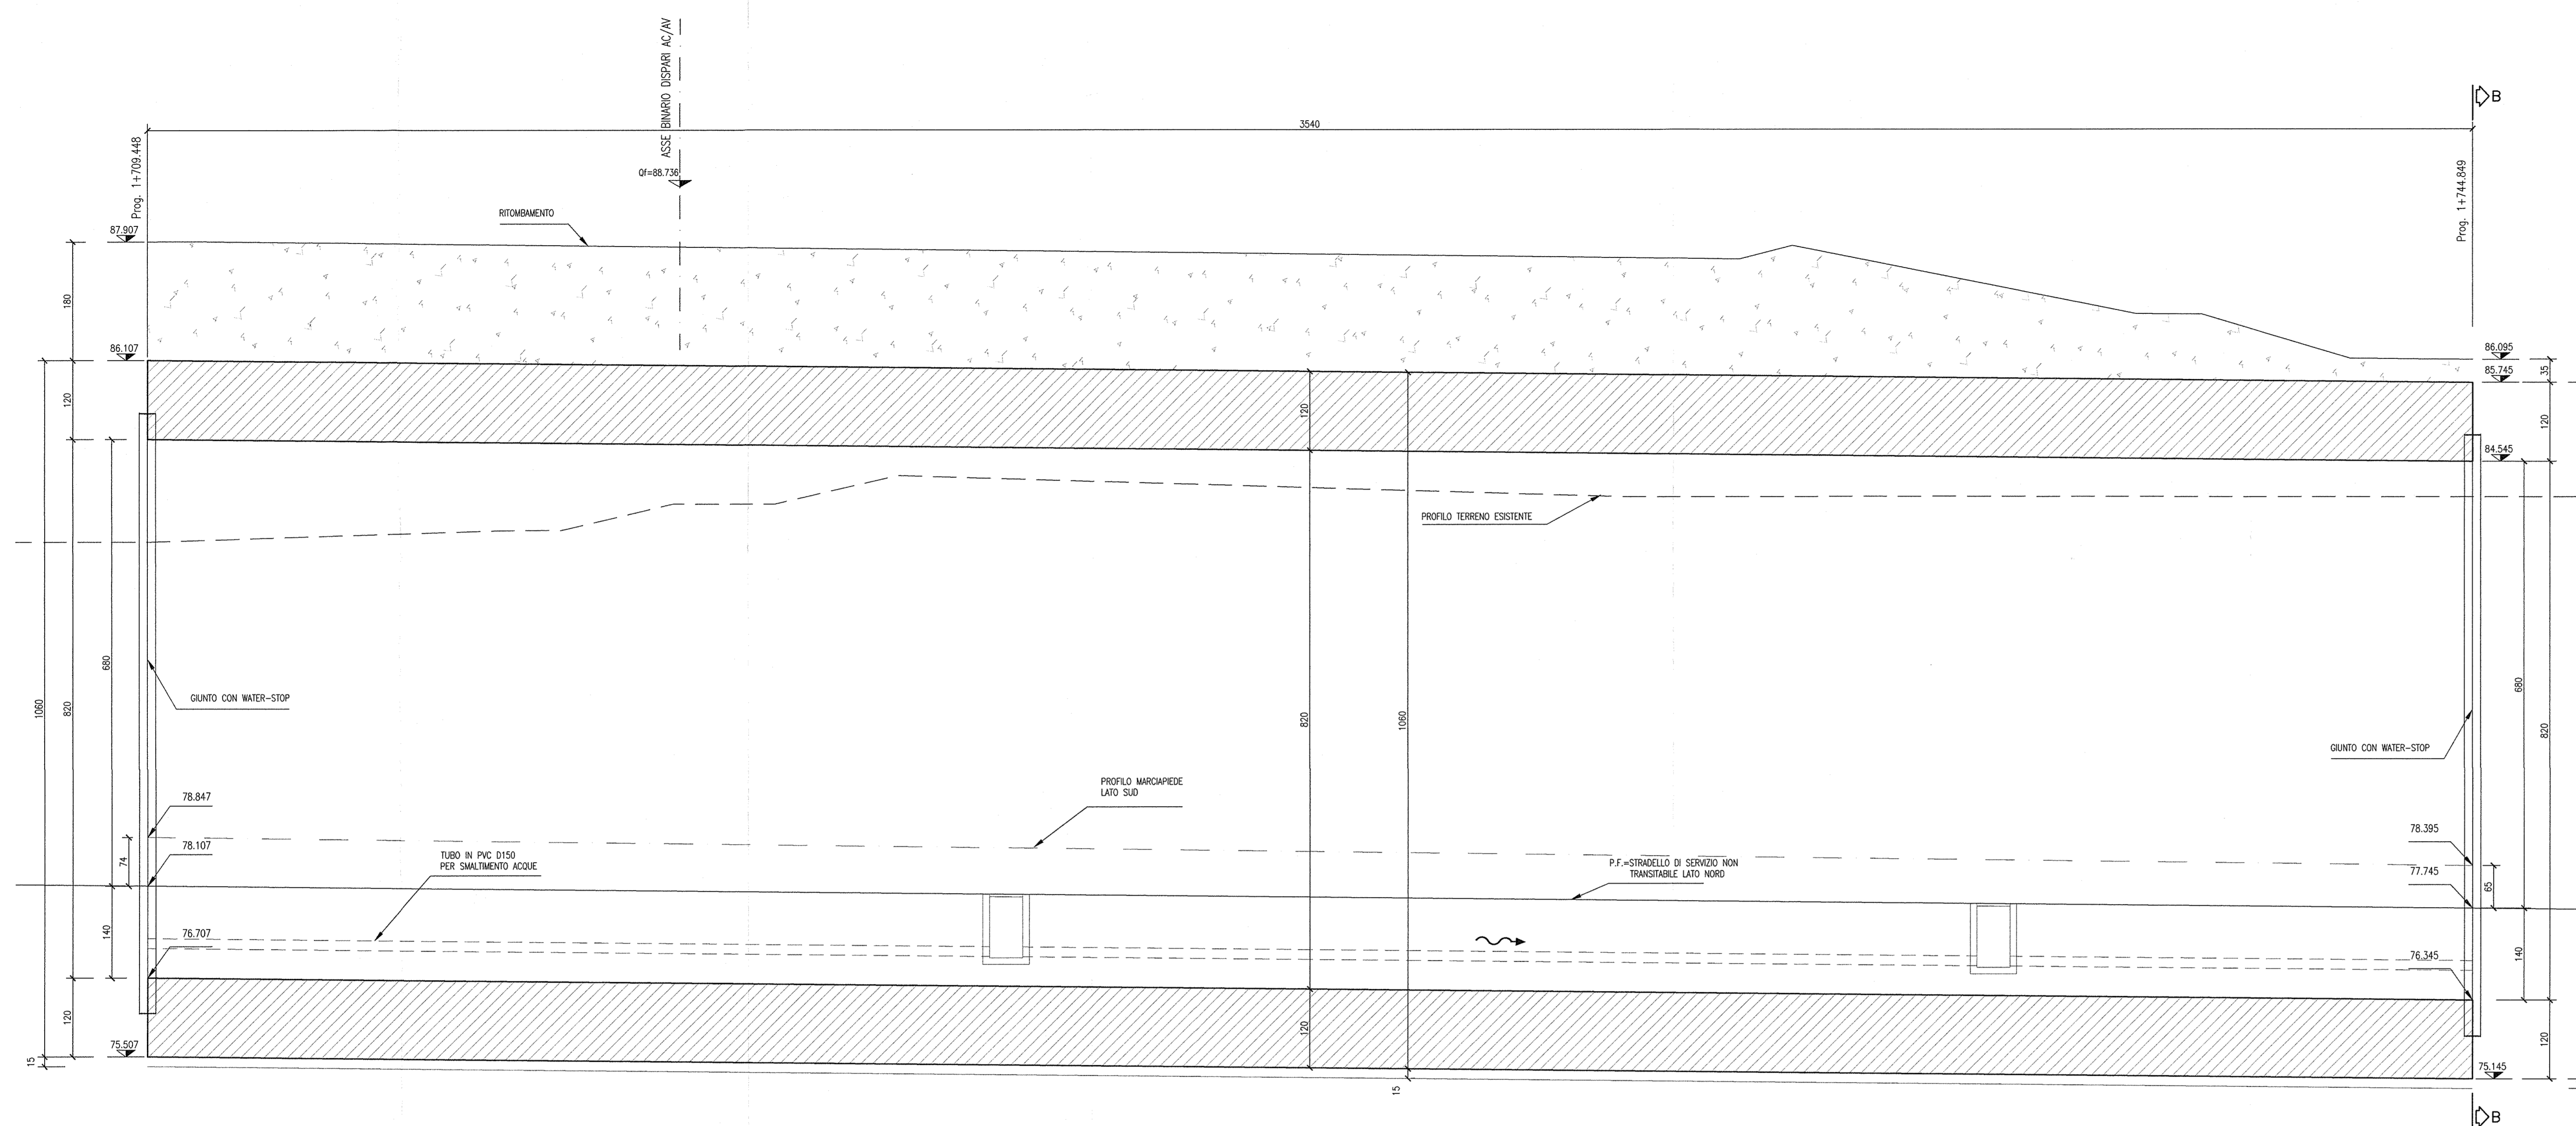 ASSE BINARIO DISPARI AC/AV
B
3540
Prog. 1+709.448
Prog. 1+744.849
Qf=88.736
RITOMBAMENTO
87.907
180
86.107
86.095
35
85.745
120
120
120
84.545
PROFILO TERRENO ESISTENTE
680
1060
820
GIUNTO CON WATER-STOP
820
1060
680
820
GIUNTO CON WATER-STOP
PROFILO MARCIAPIEDE
LATO SUD
78.847
78.107
74
TUBO IN PVC D150
PER SMALTIMENTO ACQUE
P.F.=STRADELLO DI SERVIZIO NON
TRANSITABILE LATO NORD
78.395
77.745
65
140
76.707
76.345
140
120
120
120
75.507
15
15
75.145
B